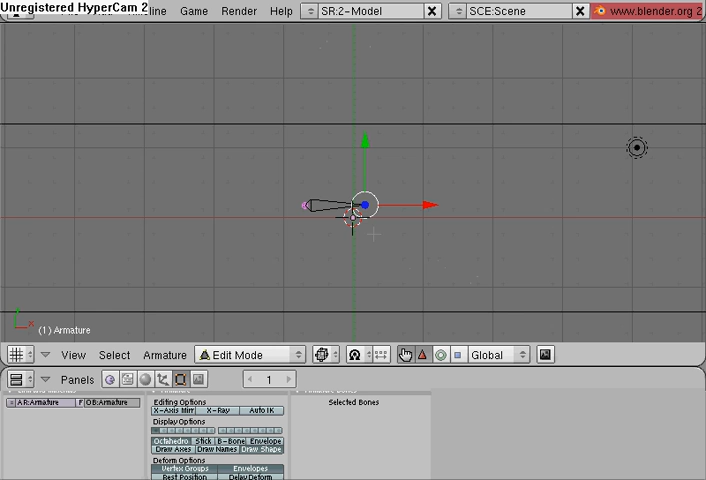 Unregistered HyperCam 2
Game Render Help SR:2-Model SCE:Scene www.blender.org 2
(1) Armature
View Select Armature Edit Mode Global
Panels 1
AR:Armature F OB:Armature
Editing Options
X-Axis Mirr X-Ray Auto IK
Display Options
Octahedro Stick B-Bone Envelope
Draw Axes Draw Names Draw Shape
Deform Options
Vertex Groups Envelopes
Rest Position Delay Deform
Selected Bones